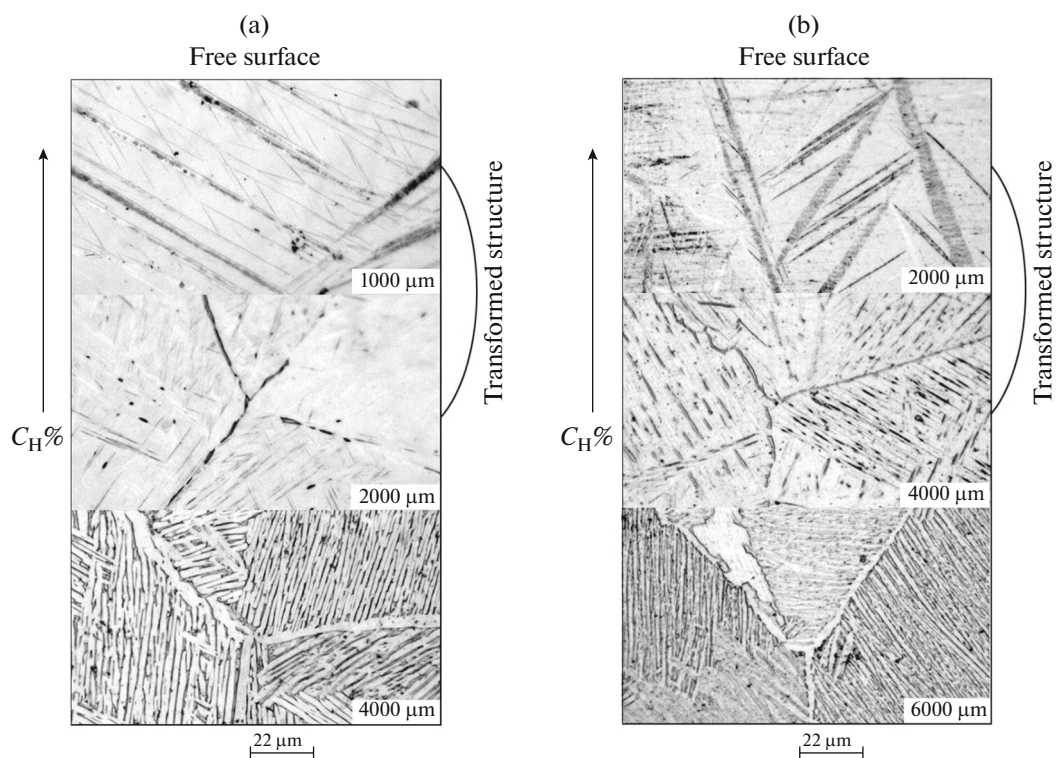 (a)
Free surface
1000 μm
2000 μm
4000 μm
C_H%
Transformed structure
22 μm
(b)
Free surface
2000 μm
4000 μm
6000 μm
C_H%
Transformed structure
22 μm